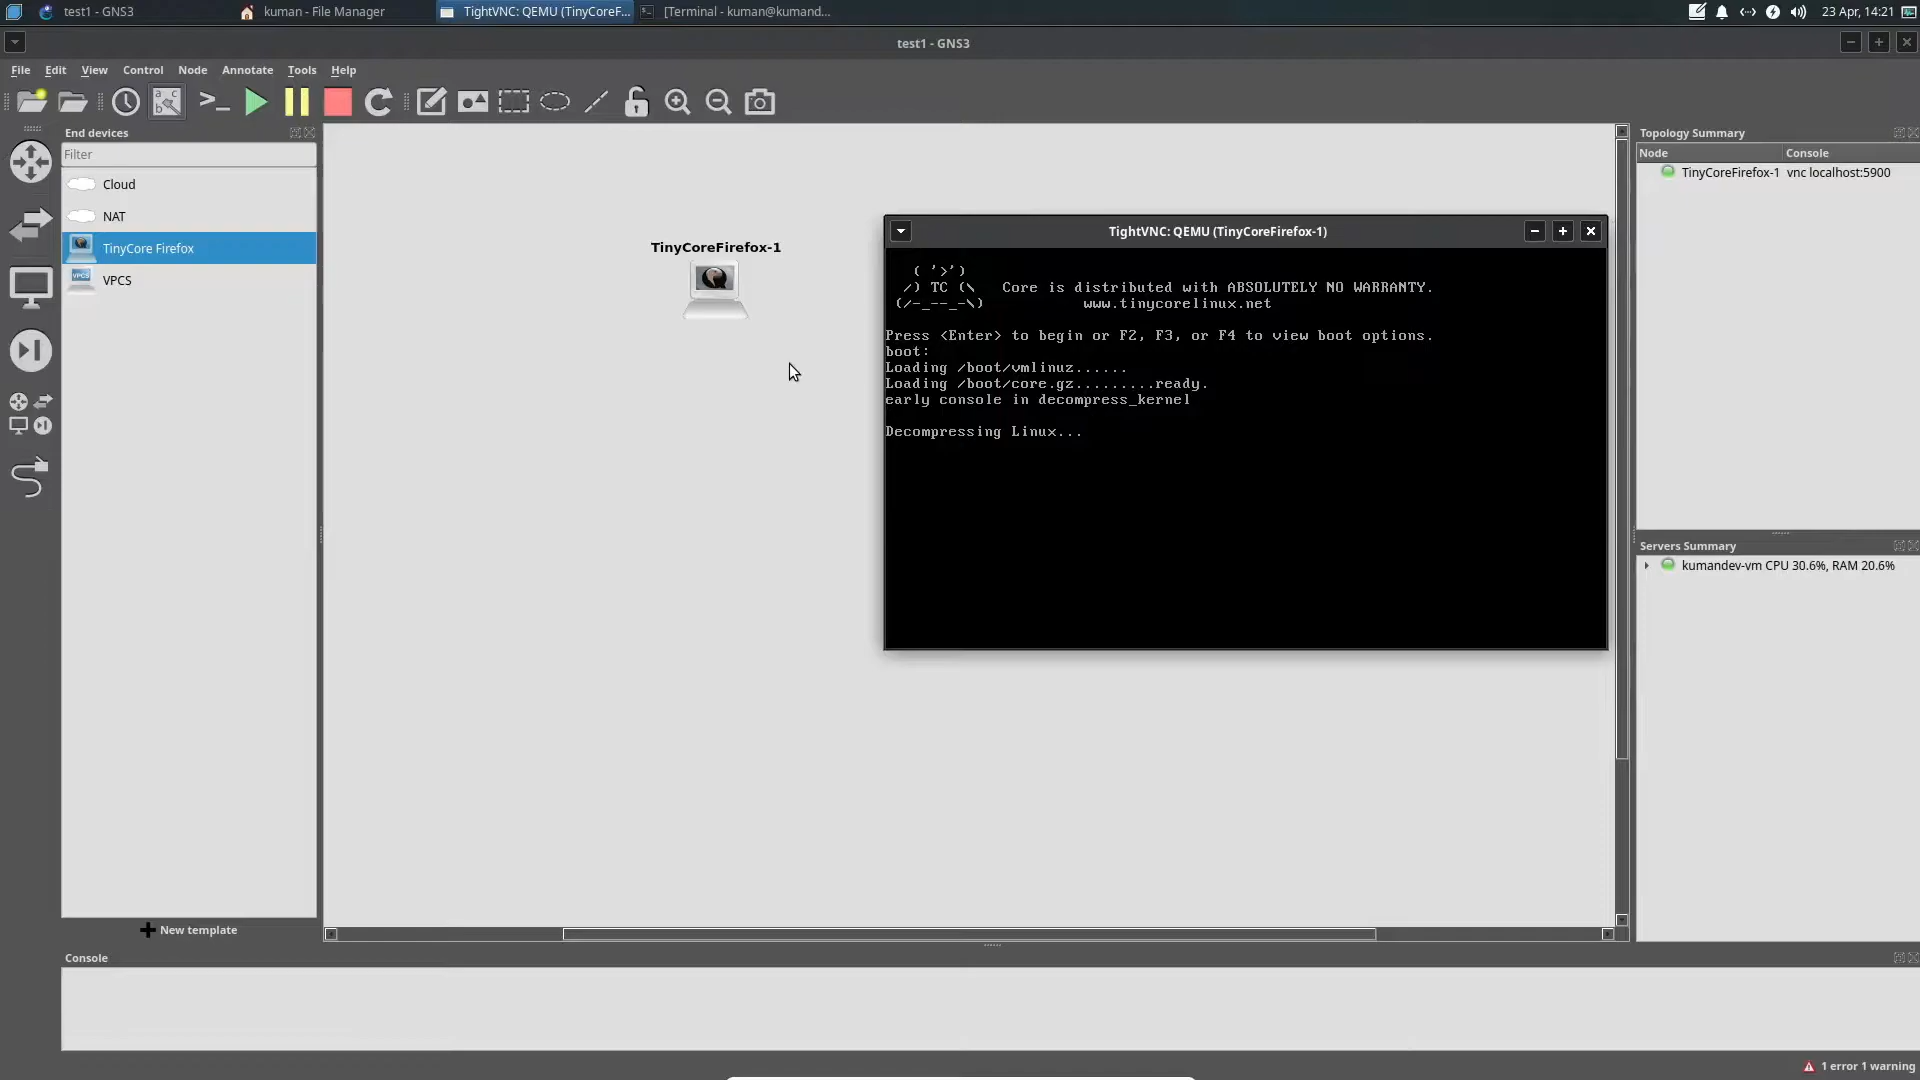 test1 - GNS3
kuman - File Manager
TightVNC: QEMU (TinyCoreF...
[Terminal - kuman@kumand...
23 Apr, 14:21
test1 - GNS3
File Edit View Control Node Annotate Tools Help
End devices
Filter
Cloud
NAT
TinyCore Firefox
VPCS
New template
TinyCoreFirefox-1
TightVNC: QEMU (TinyCoreFirefox-1)
( '>')
/) TC (\   Core is distributed with ABSOLUTELY NO WARRANTY.
(/-_--_-\)           www.tinycorelinux.net
Press <Enter> to begin or F2, F3, or F4 to view boot options.
boot:
Loading /boot/vmlinuz......
Loading /boot/core.gz.........ready.
early console in decompress_kernel
Decompressing Linux...
Topology Summary
Node Console
TinyCoreFirefox-1 vnc localhost:5900
Servers Summary
kumandev-vm CPU 30.6%, RAM 20.6%
Console
1 error 1 warning